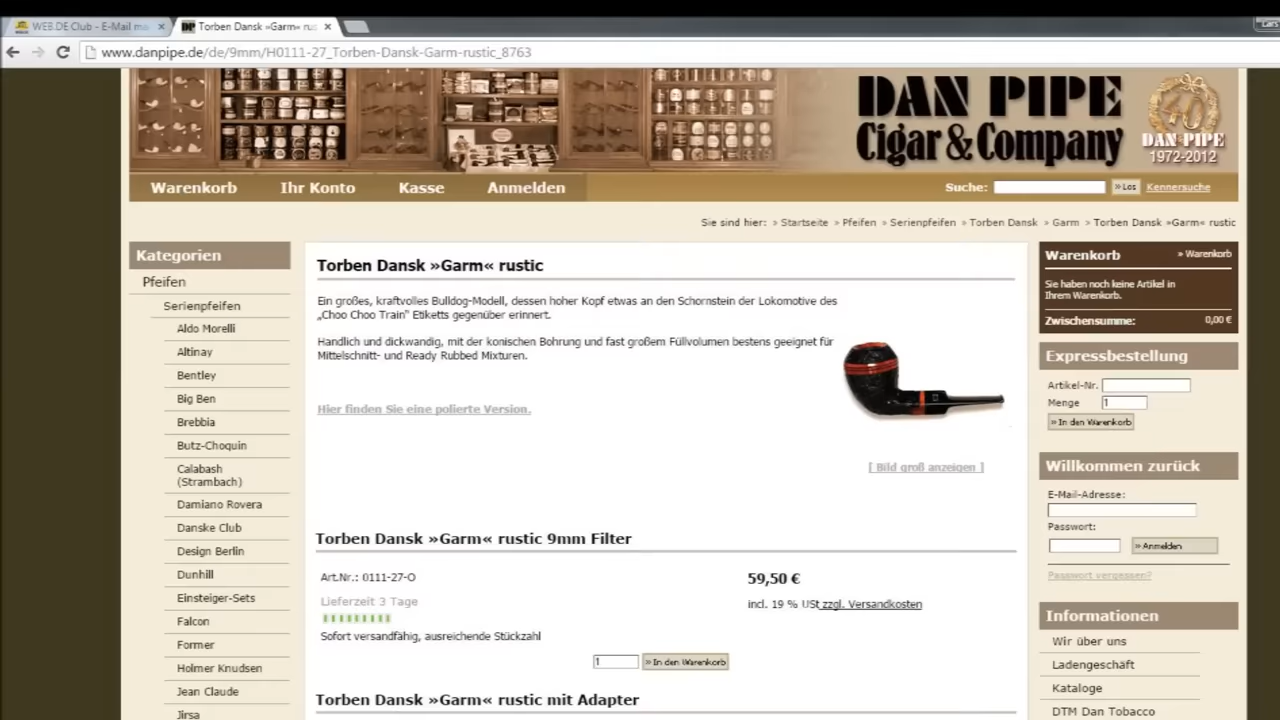 WEB.DE Club - E-Mail ma
Torben Dansk »Garm« rus
www.danpipe.de/de/9mm/H0111-27_Torben-Dansk-Garm-rustic_8763
DAN PIPE
Cigar & Company
40
DAN PIPE
1972-2012
Warenkorb
Ihr Konto
Kasse
Anmelden
Suche:
» Los
Kennersuche
Sie sind hier: » Startseite » Pfeifen » Serienpfeifen » Torben Dansk » Garm » Torben Dansk »Garm« rustic
Kategorien
Pfeifen
Serienpfeifen
Aldo Morelli
Altinay
Bentley
Big Ben
Brebbia
Butz-Choquin
Calabash
(Strambach)
Damiano Rovera
Danske Club
Design Berlin
Dunhill
Einsteiger-Sets
Falcon
Former
Holmer Knudsen
Jean Claude
Jirsa
Torben Dansk »Garm« rustic
Ein großes, kraftvolles Bulldog-Modell, dessen hoher Kopf etwas an den Schornstein der Lokomotive des
„Choo Choo Train" Etiketts gegenüber erinnert.
Handlich und dickwandig, mit der konischen Bohrung und fast großem Füllvolumen bestens geeignet für
Mittelschnitt- und Ready Rubbed Mixturen.
Hier finden Sie eine polierte Version.
[ Bild groß anzeigen ]
Torben Dansk »Garm« rustic 9mm Filter
Art.Nr.: 0111-27-O
Lieferzeit 3 Tage
Sofort versandfähig, ausreichende Stückzahl
59,50 €
incl. 19 % USt zzgl. Versandkosten
1
» In den Warenkorb
Torben Dansk »Garm« rustic mit Adapter
Warenkorb
» Warenkorb
Sie haben noch keine Artikel in
Ihrem Warenkorb.
Zwischensumme:
0,00 €
Expressbestellung
Artikel-Nr.
Menge
1
» In den Warenkorb
Willkommen zurück
E-Mail-Adresse:
Passwort:
» Anmelden
Passwort vergessen?
Informationen
Wir über uns
Ladengeschäft
Kataloge
DTM Dan Tobacco